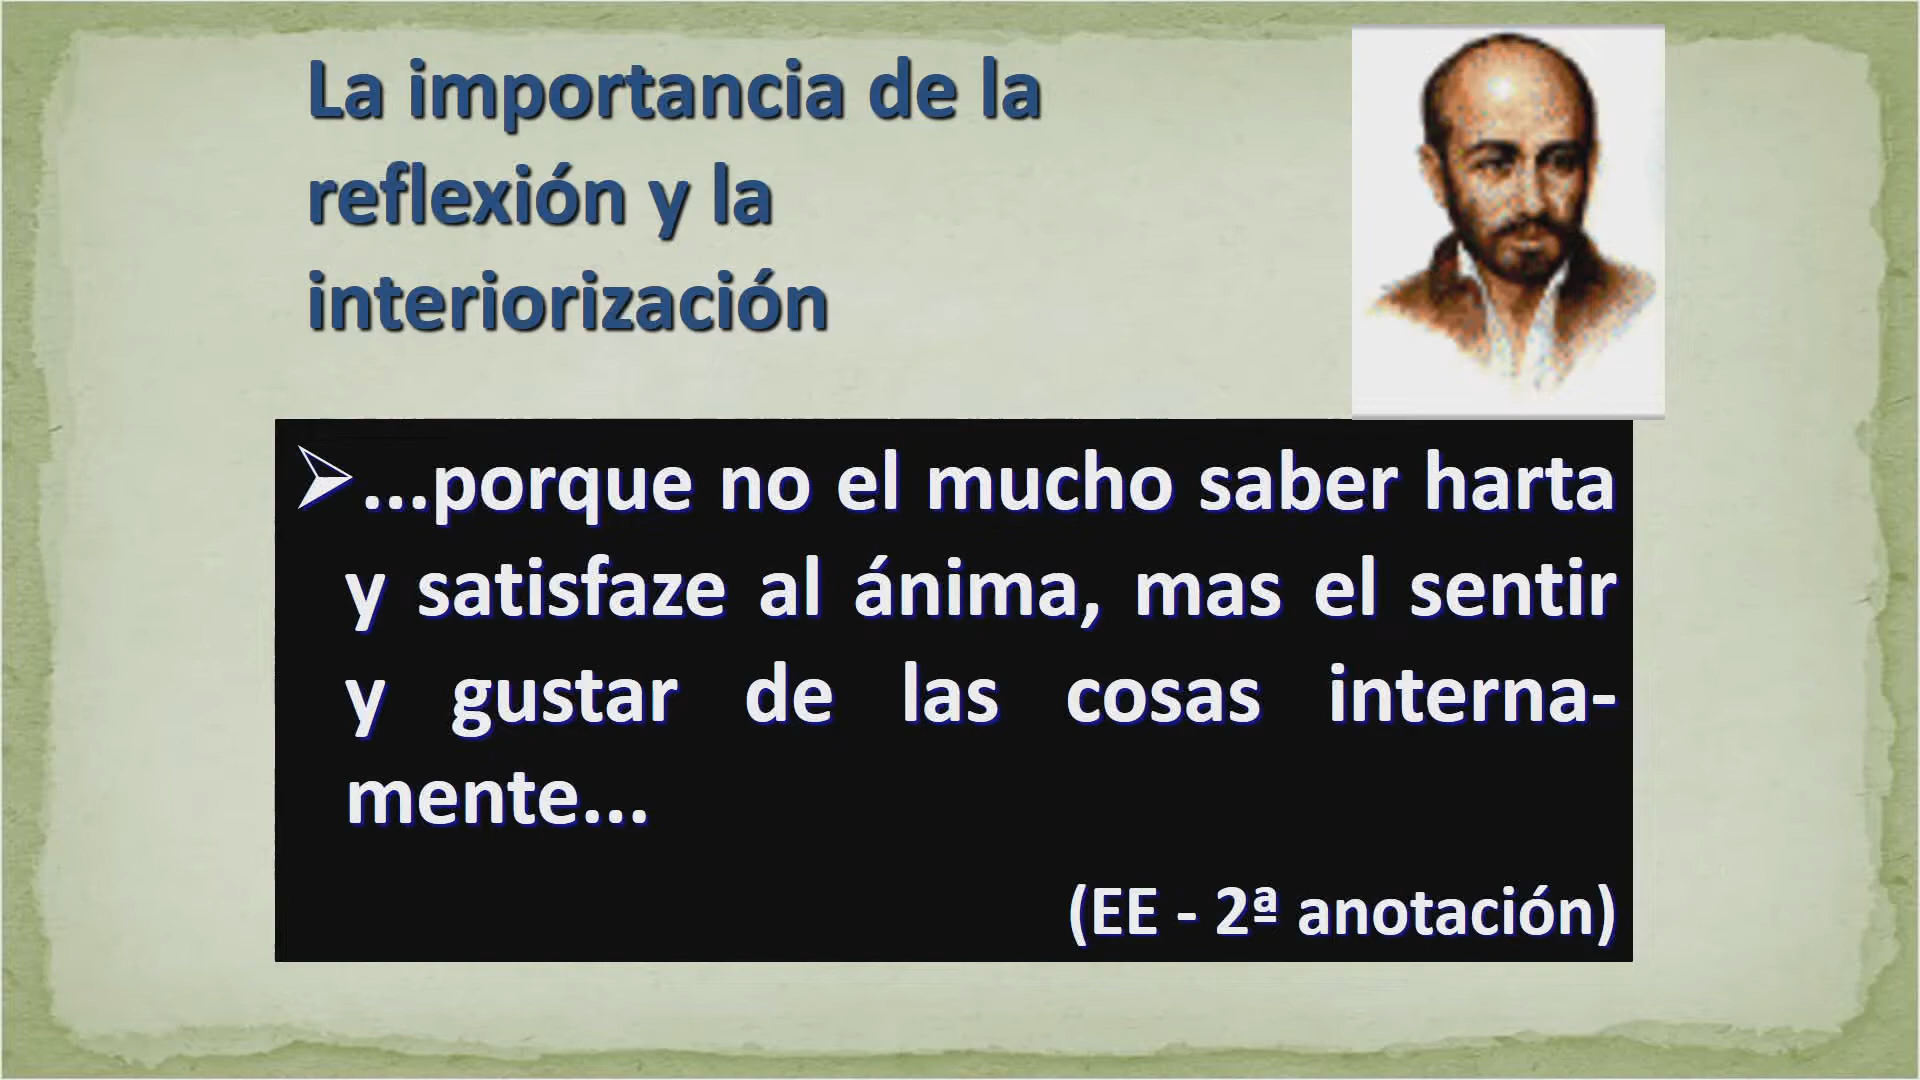 La importancia de la
reflexión y la
interiorización
...porque no el mucho saber harta
y satisfaze al ánima, mas el sentir
y gustar de las cosas interna-
mente...
(EE - 2ª anotación)